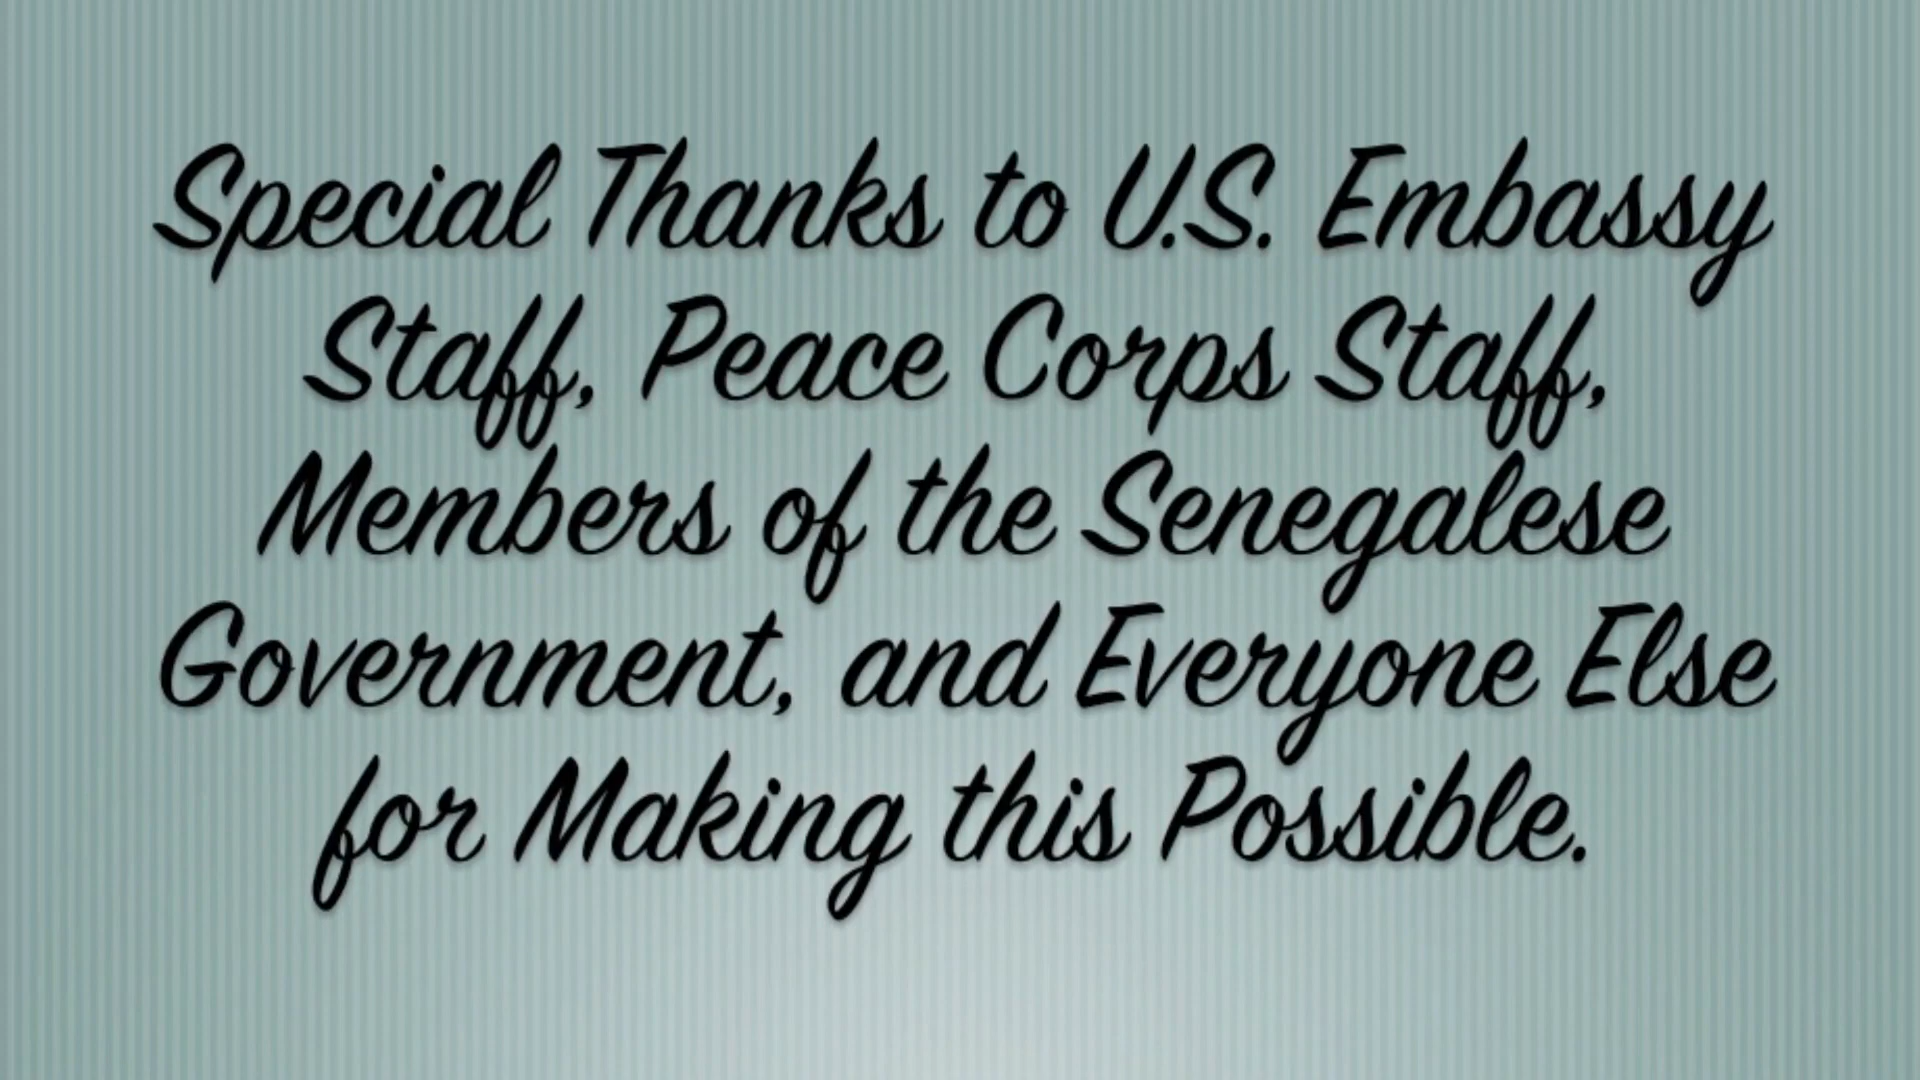 Special Thanks to U.S. Embassy
Staff, Peace Corps Staff,
Members of the Senegalese
Government, and Everyone Else
for Making this Possible.